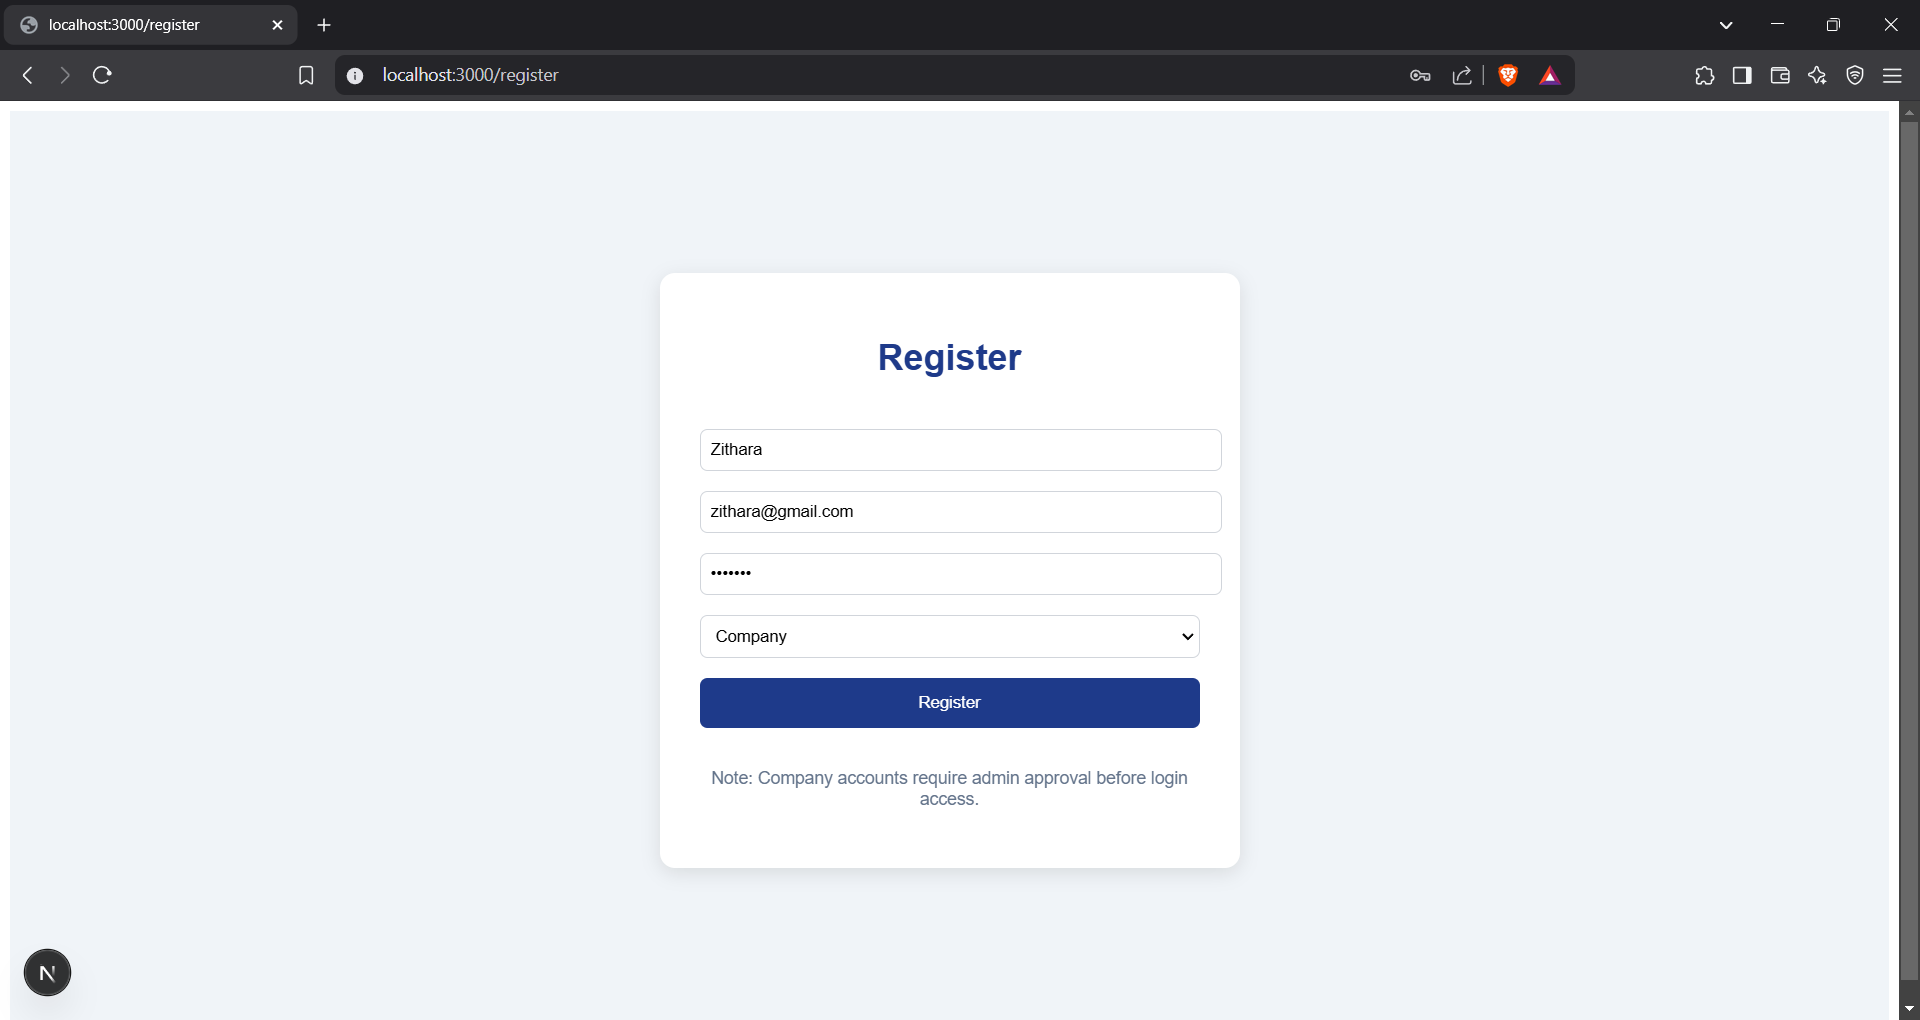 localhost:3000/register
localhost:3000/register
Register
Zithara
zithara@gmail.com
•••••••
Company
Register
Note: Company accounts require admin approval before login
access.
N